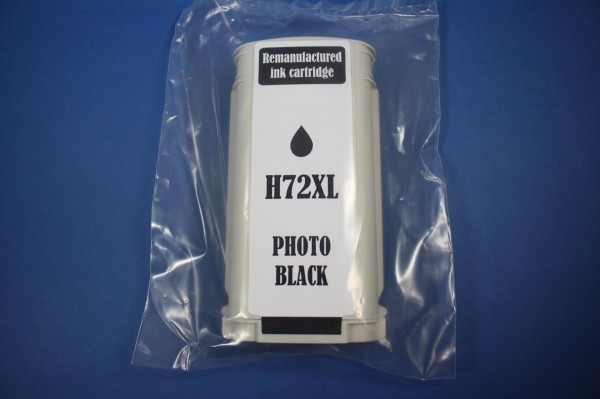 Remanufactured
ink cartridge
H72XL
PHOTO
BLACK